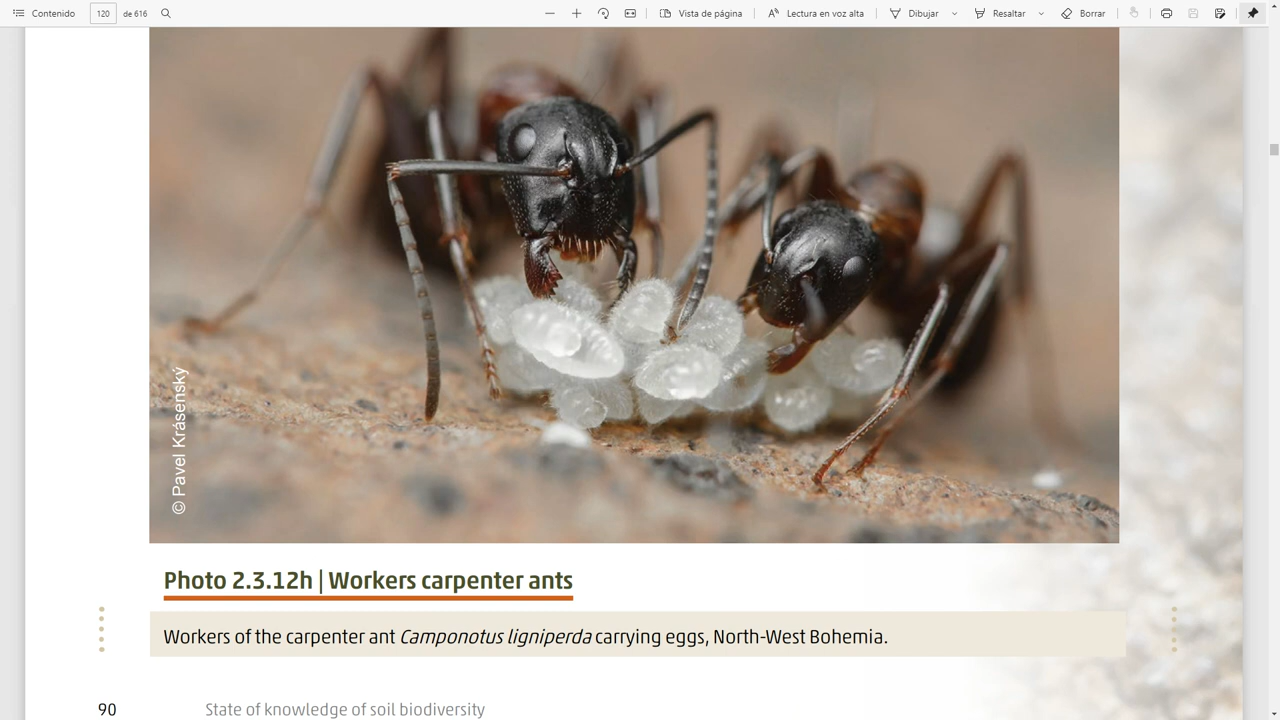 Contenido
120
de 616
Vista de página
Lectura en voz alta
Dibujar
Resaltar
Borrar
© Pavel Krásenský
Photo 2.3.12h | Workers carpenter ants
Workers of the carpenter ant Camponotus ligniperda carrying eggs, North-West Bohemia.
90
State of knowledge of soil biodiversity